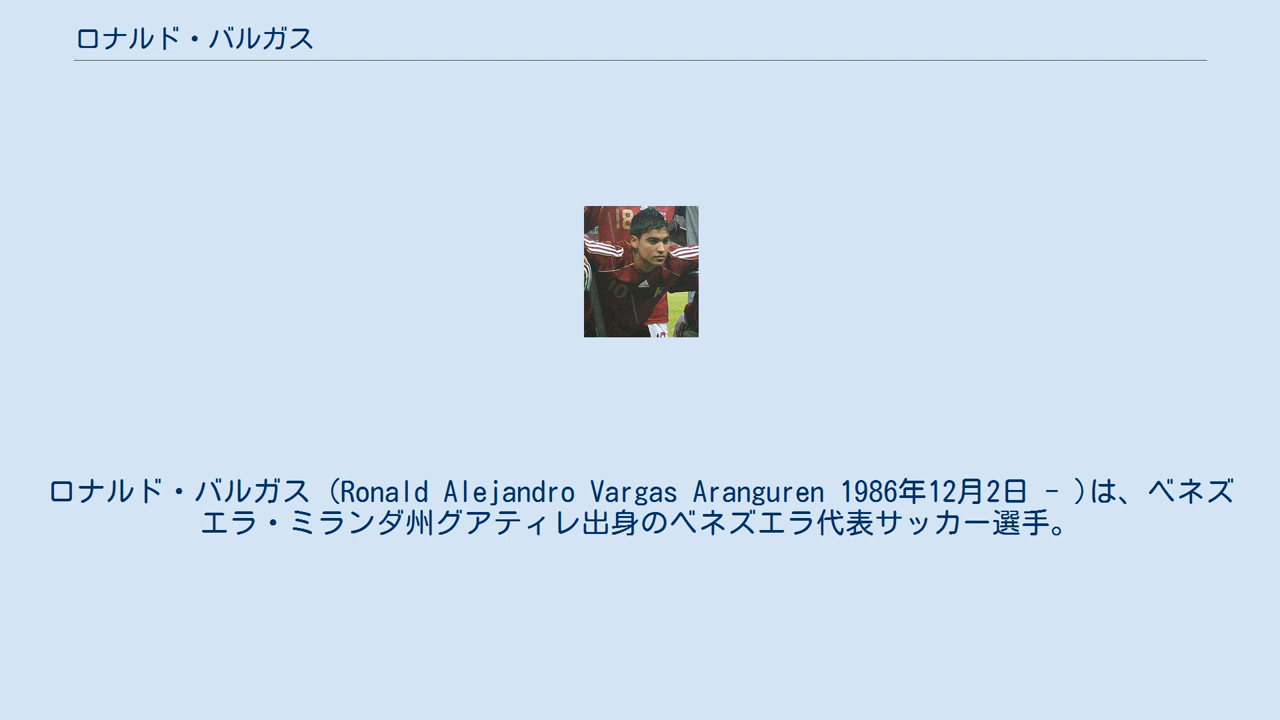 ロナルド・バルガス
18
10
ロナルド・バルガス (Ronald Alejandro Vargas Aranguren 1986年12月2日 - )は、ベネズ
エラ・ミランダ州グアティレ出身のベネズエラ代表サッカー選手。